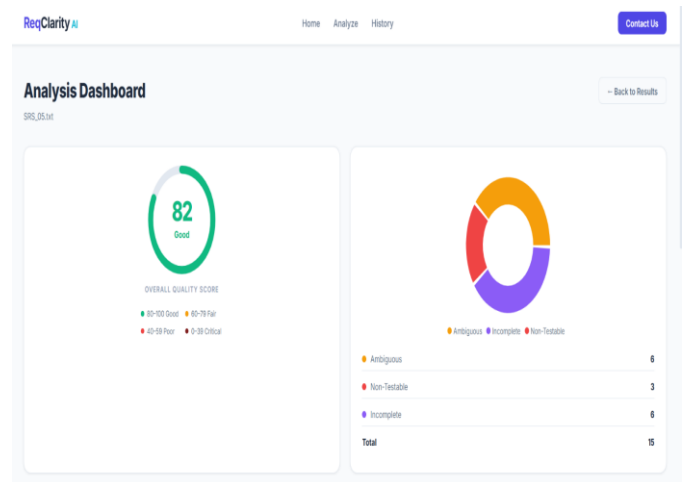 ReqClarity AI
Home Analyze History
Contact Us
Analysis Dashboard
← Back to Results
SRS_05.txt
82
Good
OVERALL QUALITY SCORE
80-100 Good 60-79 Fair
40-59 Poor 0-39 Critical
Ambiguous Incomplete Non-Testable
Ambiguous 6
Non-Testable 3
Incomplete 6
Total 15